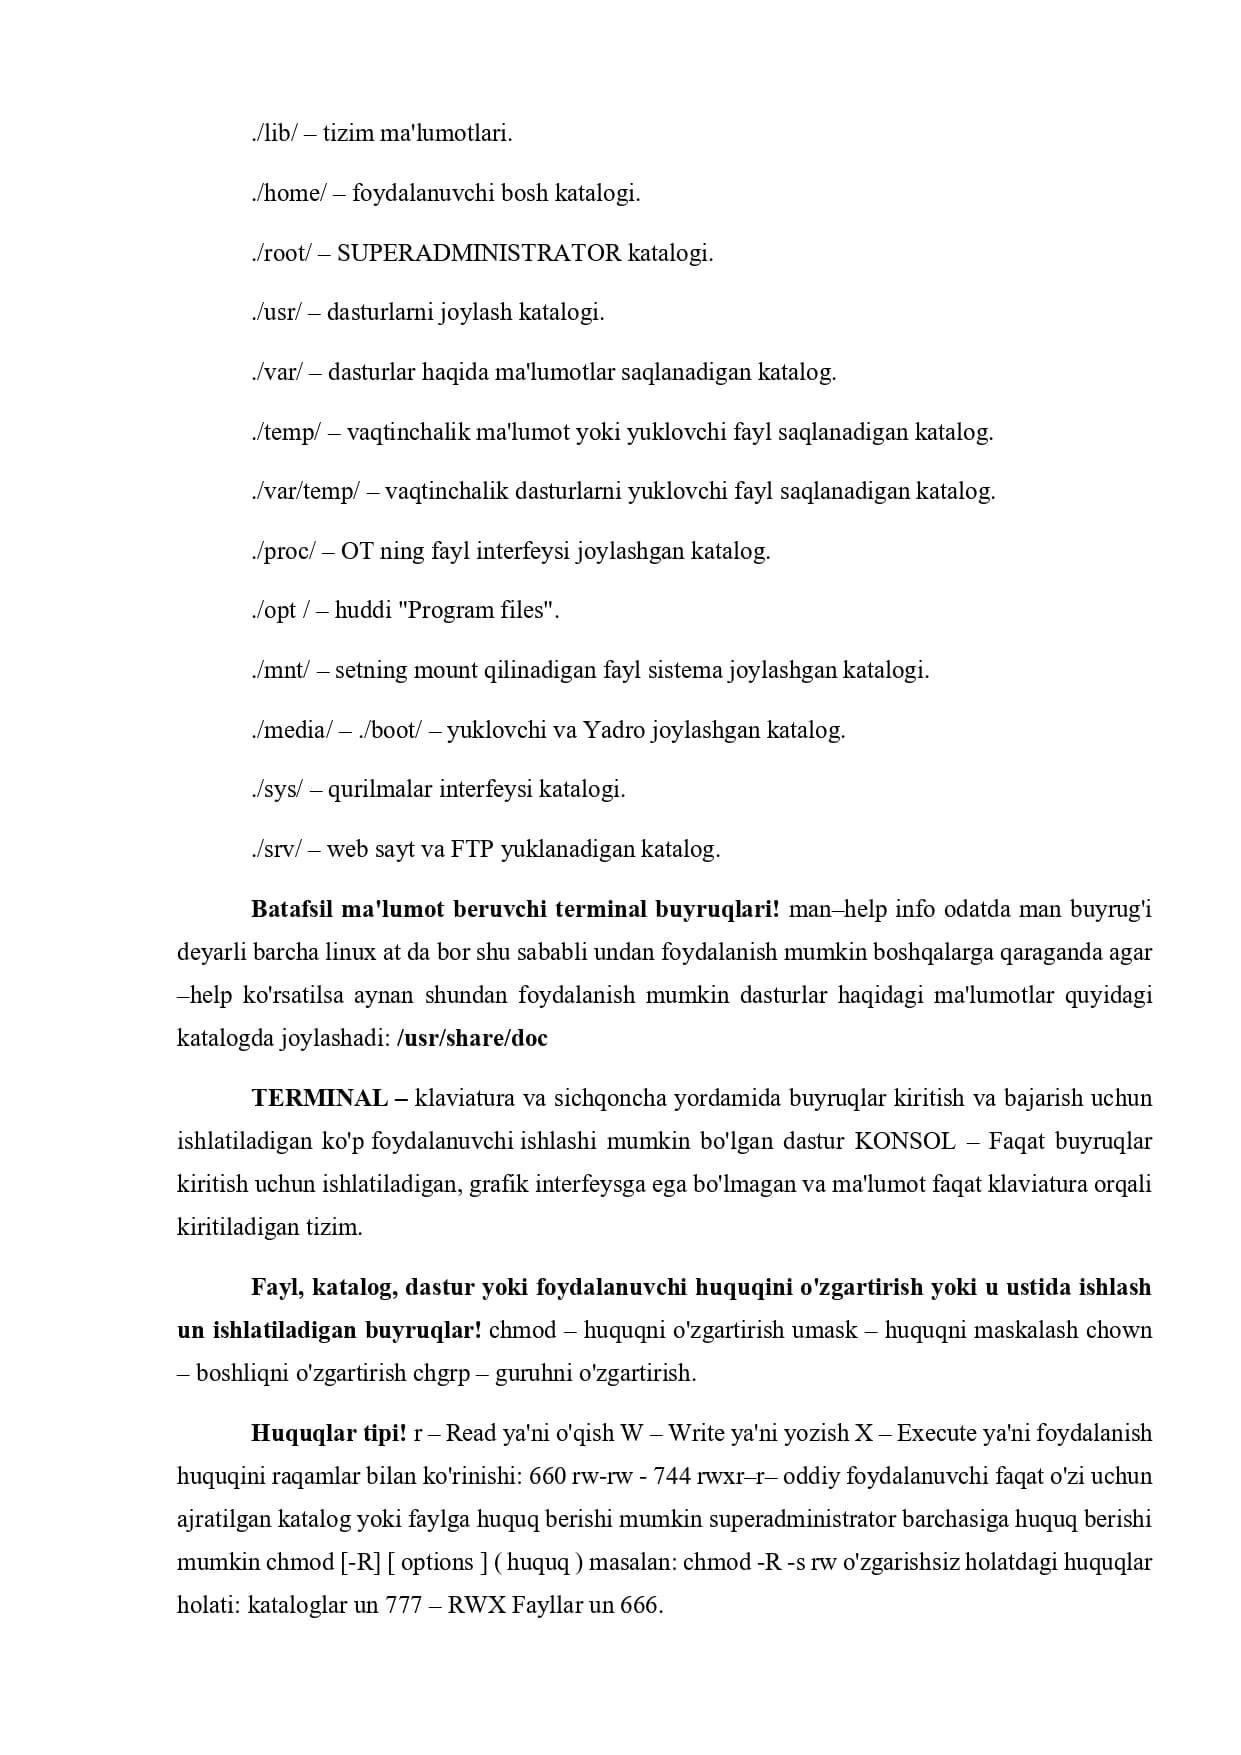 ./lib/ – tizim ma'lumotlari.
./home/ – foydalanuvchi bosh katalogi.
./root/ – SUPERADMINISTRATOR katalogi.
./usr/ – dasturlarni joylash katalogi.
./var/ – dasturlar haqida ma'lumotlar saqlanadigan katalog.
./temp/ – vaqtinchalik ma'lumot yoki yuklovchi fayl saqlanadigan katalog.
./var/temp/ – vaqtinchalik dasturlarni yuklovchi fayl saqlanadigan katalog.
./proc/ – OT ning fayl interfeysi joylashgan katalog.
./opt / – huddi "Program files".
./mnt/ – setning mount qilinadigan fayl sistema joylashgan katalogi.
./media/ – ./boot/ – yuklovchi va Yadro joylashgan katalog.
./sys/ – qurilmalar interfeysi katalogi.
./srv/ – web sayt va FTP yuklanadigan katalog.
Batafsil ma'lumot beruvchi terminal buyruqlari! man–help info odatda man buyrug'i
deyarli barcha linux at da bor shu sababli undan foydalanish mumkin boshqalarga qaraganda agar
–help ko'rsatilsa aynan shundan foydalanish mumkin dasturlar haqidagi ma'lumotlar quyidagi
katalogda joylashadi: /usr/share/doc
TERMINAL – klaviatura va sichqoncha yordamida buyruqlar kiritish va bajarish uchun
ishlatiladigan ko'p foydalanuvchi ishlashi mumkin bo'lgan dastur KONSOL – Faqat buyruqlar
kiritish uchun ishlatiladigan, grafik interfeysga ega bo'lmagan va ma'lumot faqat klaviatura orqali
kiritiladigan tizim.
Fayl, katalog, dastur yoki foydalanuvchi huquqini o'zgartirish yoki u ustida ishlash
un ishlatiladigan buyruqlar! chmod – huquqni o'zgartirish umask – huquqni maskalash chown
– boshliqni o'zgartirish chgrp – guruhni o'zgartirish.
Huquqlar tipi! r – Read ya'ni o'qish W – Write ya'ni yozish X – Execute ya'ni foydalanish
huquqini raqamlar bilan ko'rinishi: 660 rw-rw - 744 rwxr–r– oddiy foydalanuvchi faqat o'zi uchun
ajratilgan katalog yoki faylga huquq berishi mumkin superadministrator barchasiga huquq berishi
mumkin chmod [-R] [ options ] ( huquq ) masalan: chmod -R -s rw o'zgarishsiz holatdagi huquqlar
holati: kataloglar un 777 – RWX Fayllar un 666.